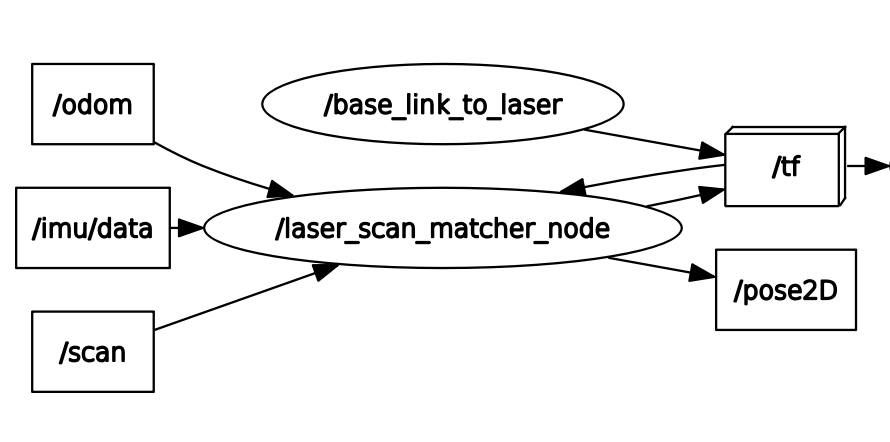 /odom
/base_link_to_laser
/tf
/imu/data
/laser_scan_matcher_node
/pose2D
/scan